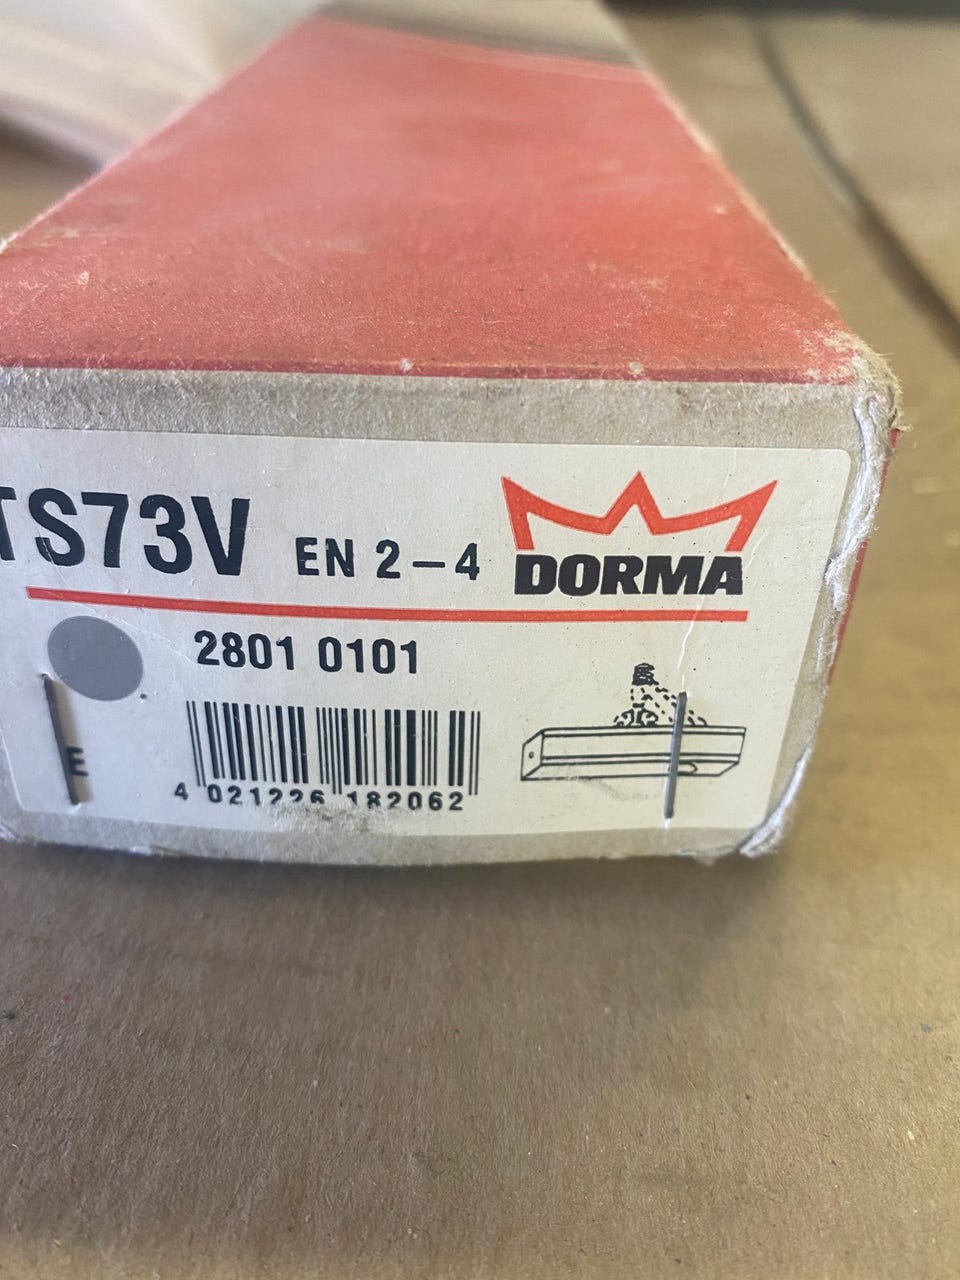 TS73V EN 2–4
DORMA
2801 0101
E
4 021226 182062